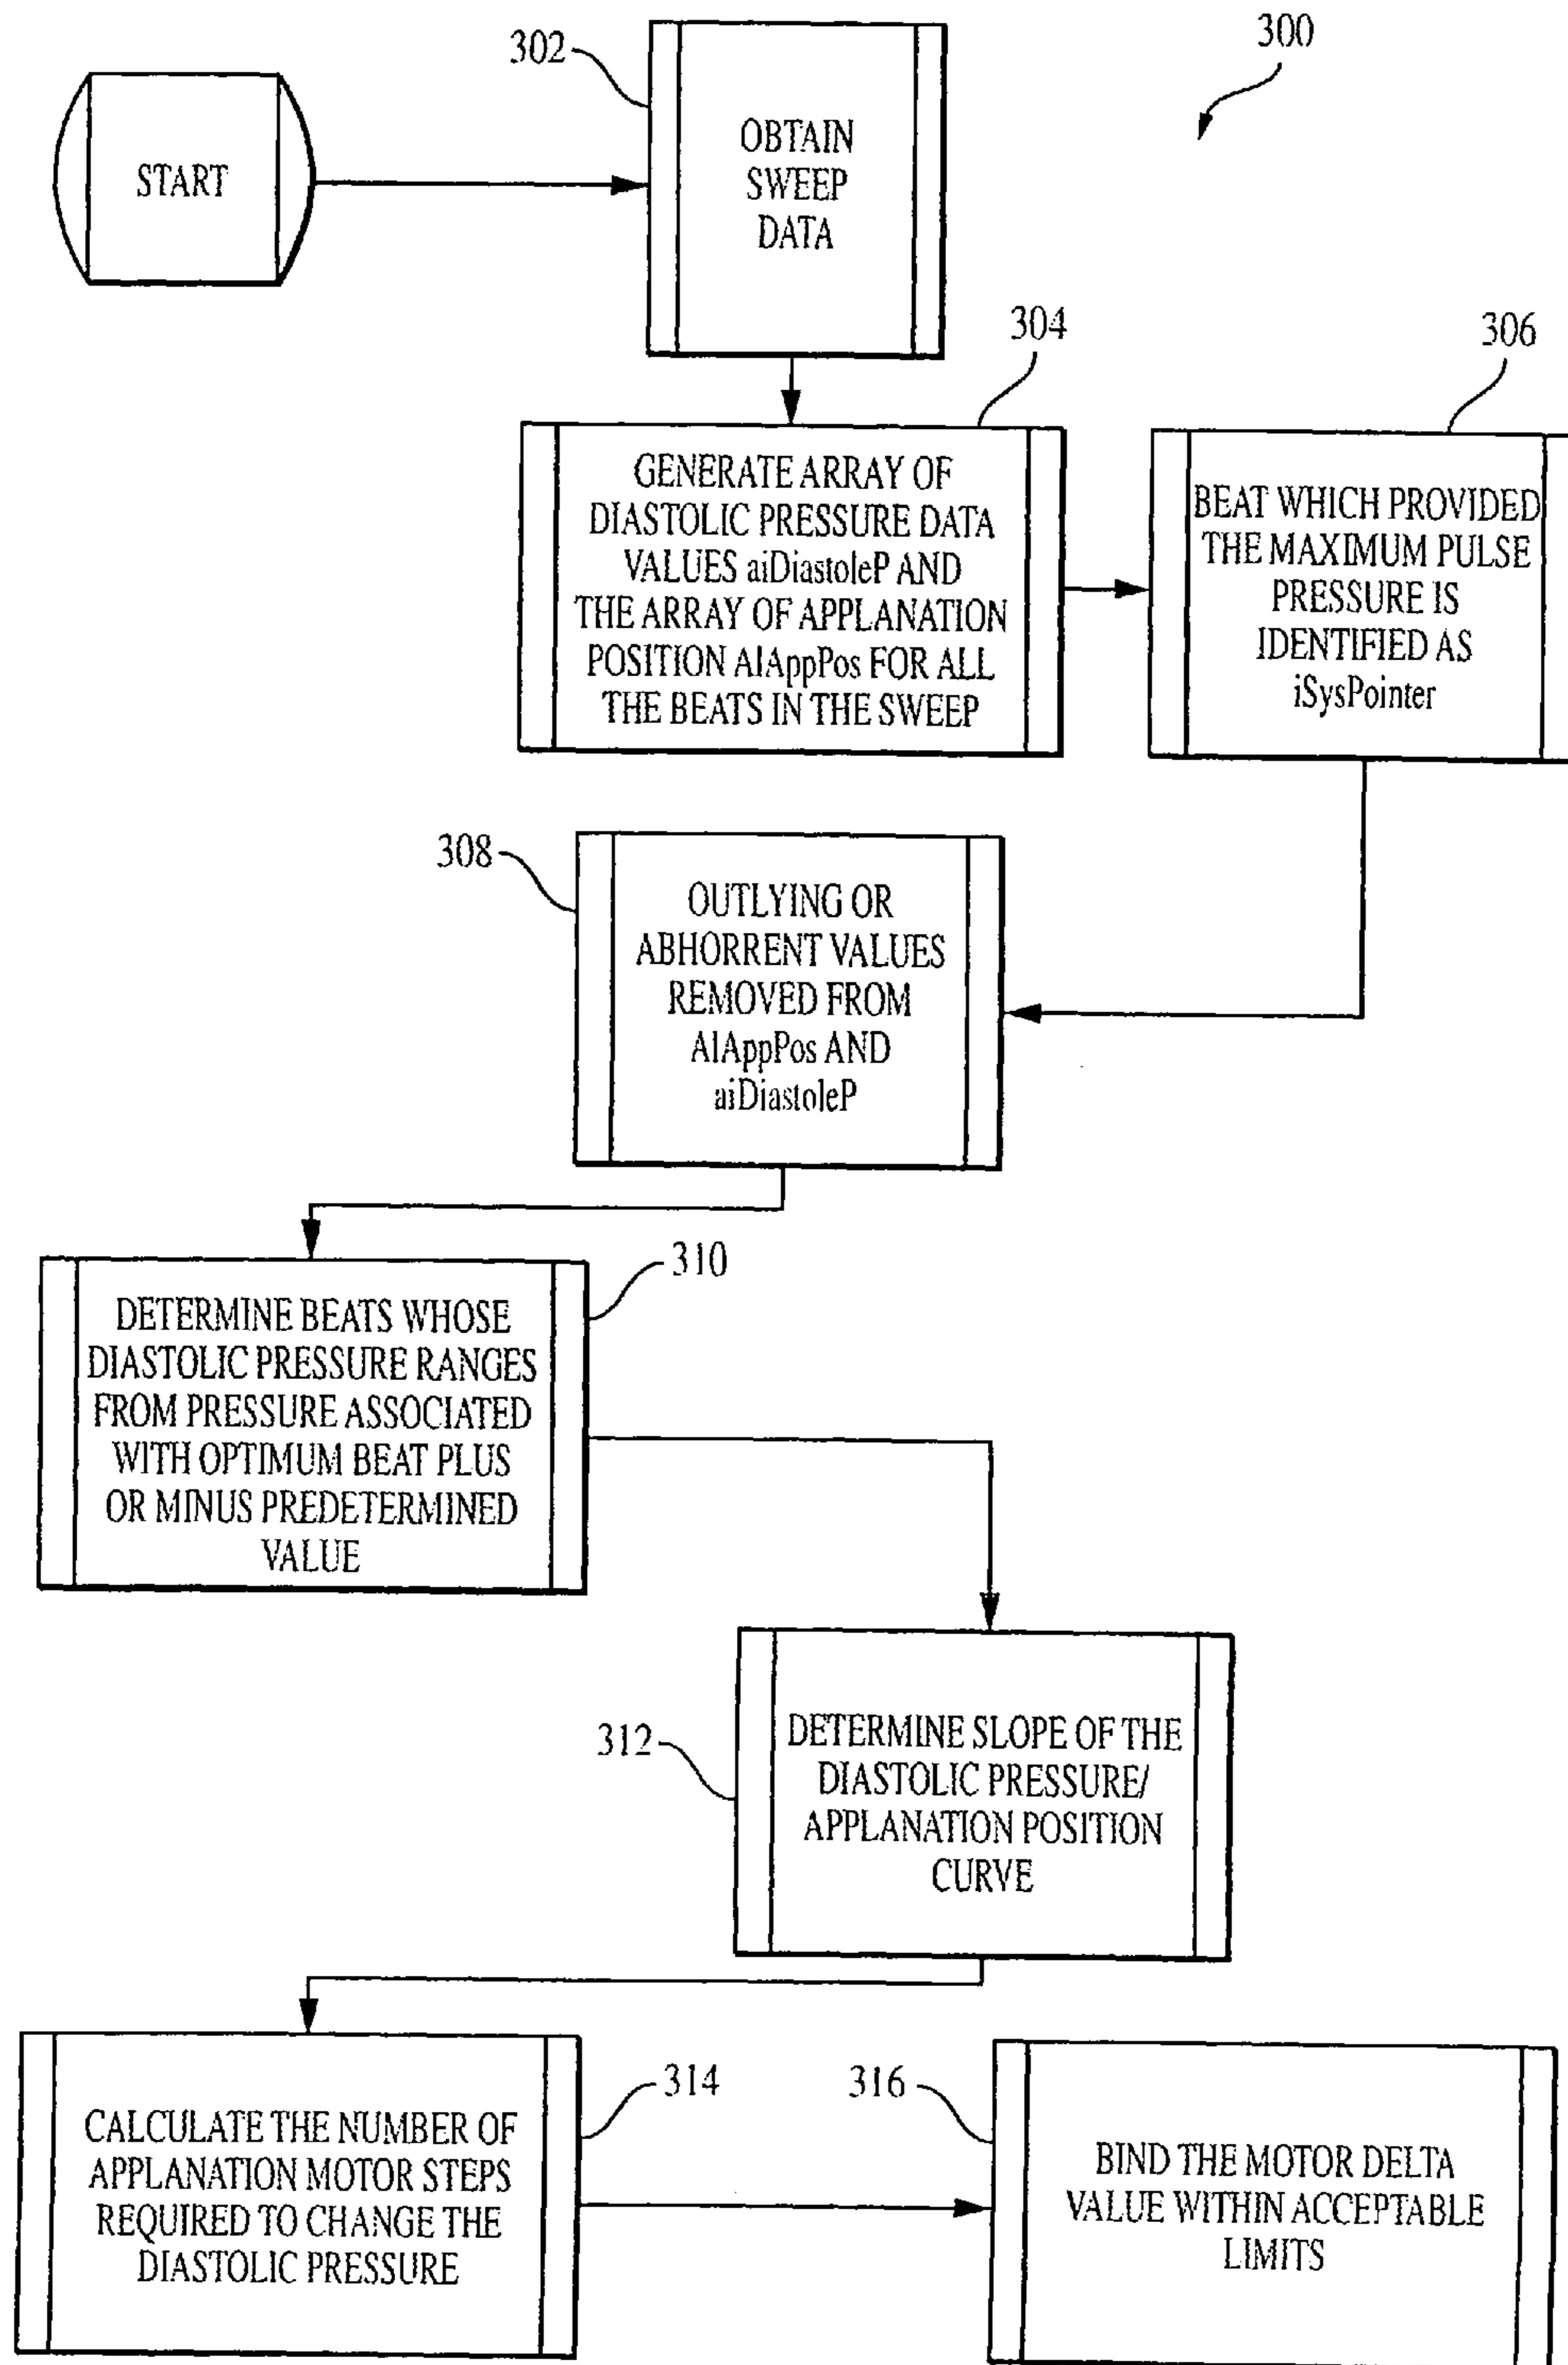 300
302
START
OBTAIN
SWEEP
DATA
304
GENERATE ARRAY OF
DIASTOLIC PRESSURE DATA
VALUES aiDiastoleP AND
THE ARRAY OF APPLANATION
POSITION AlAppPos FOR ALL
THE BEATS IN THE SWEEP
306
BEAT WHICH PROVIDED
THE MAXIMUM PULSE
PRESSURE IS
IDENTIFIED AS
iSysPointer
308
OUTLYING OR
ABHORRENT VALUES
REMOVED FROM
AlAppPos AND
aiDiastoleP
310
DETERMINE BEATS WHOSE
DIASTOLIC PRESSURE RANGES
FROM PRESSURE ASSOCIATED
WITH OPTIMUM BEAT PLUS
OR MINUS PREDETERMINED
VALUE
312
DETERMINE SLOPE OF THE
DIASTOLIC PRESSURE/
APPLANATION POSITION
CURVE
314
CALCULATE THE NUMBER OF
APPLANATION MOTOR STEPS
REQUIRED TO CHANGE THE
DIASTOLIC PRESSURE
316
BIND THE MOTOR DELTA
VALUE WITHIN ACCEPTABLE
LIMITS